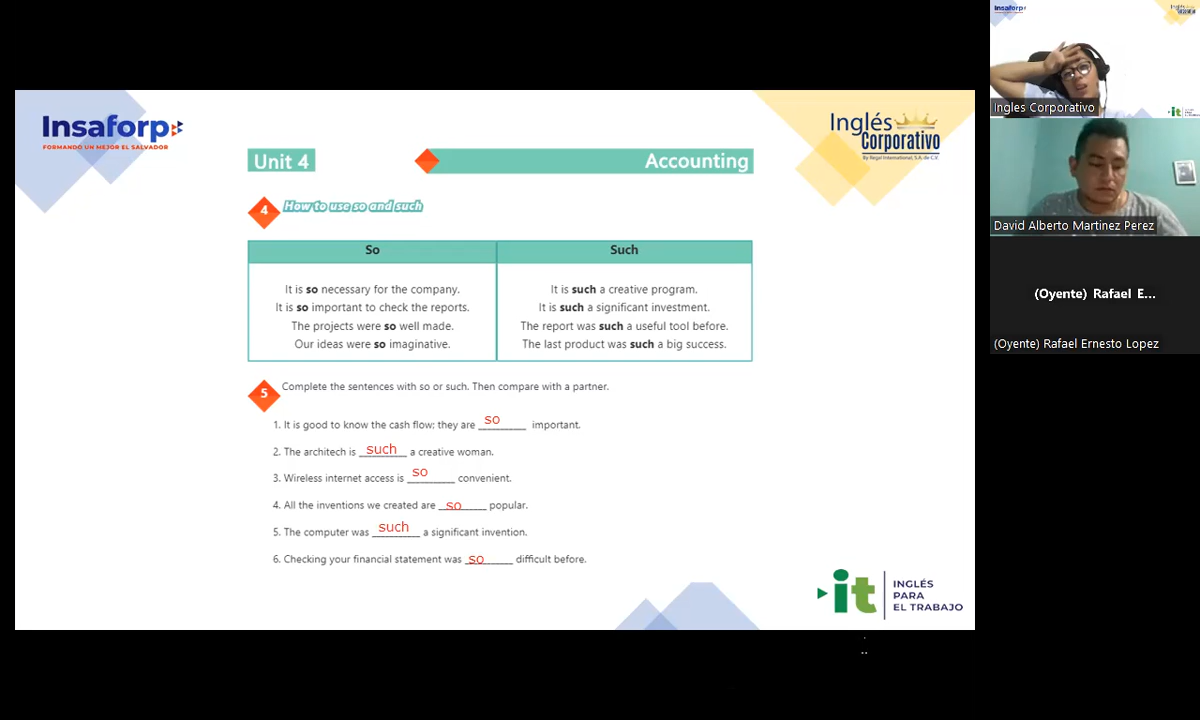 Insaforp
FORMANDO UN MEJOR EL SALVADOR
Inglés
Corporativo
By Regal International, S.A. de C.V.
Unit 4
Accounting
4 How to use so and such
So
Such
It is so necessary for the company.
It is so important to check the reports.
The projects were so well made.
Our ideas were so imaginative.
It is such a creative program.
It is such a significant investment.
The report was such a useful tool before.
The last product was such a big success.
5 Complete the sentences with so or such. Then compare with a partner.
1. It is good to know the cash flow; they are so important.
2. The architech is such a creative woman.
3. Wireless internet access is so convenient.
4. All the inventions we created are so popular.
5. The computer was such a significant invention.
6. Checking your financial statement was so difficult before.
it
INGLÉS
PARA
EL TRABAJO
Insaforp
Ingles Corporativo
David Alberto Martinez Perez
(Oyente) Rafael E...
(Oyente) Rafael Ernesto Lopez